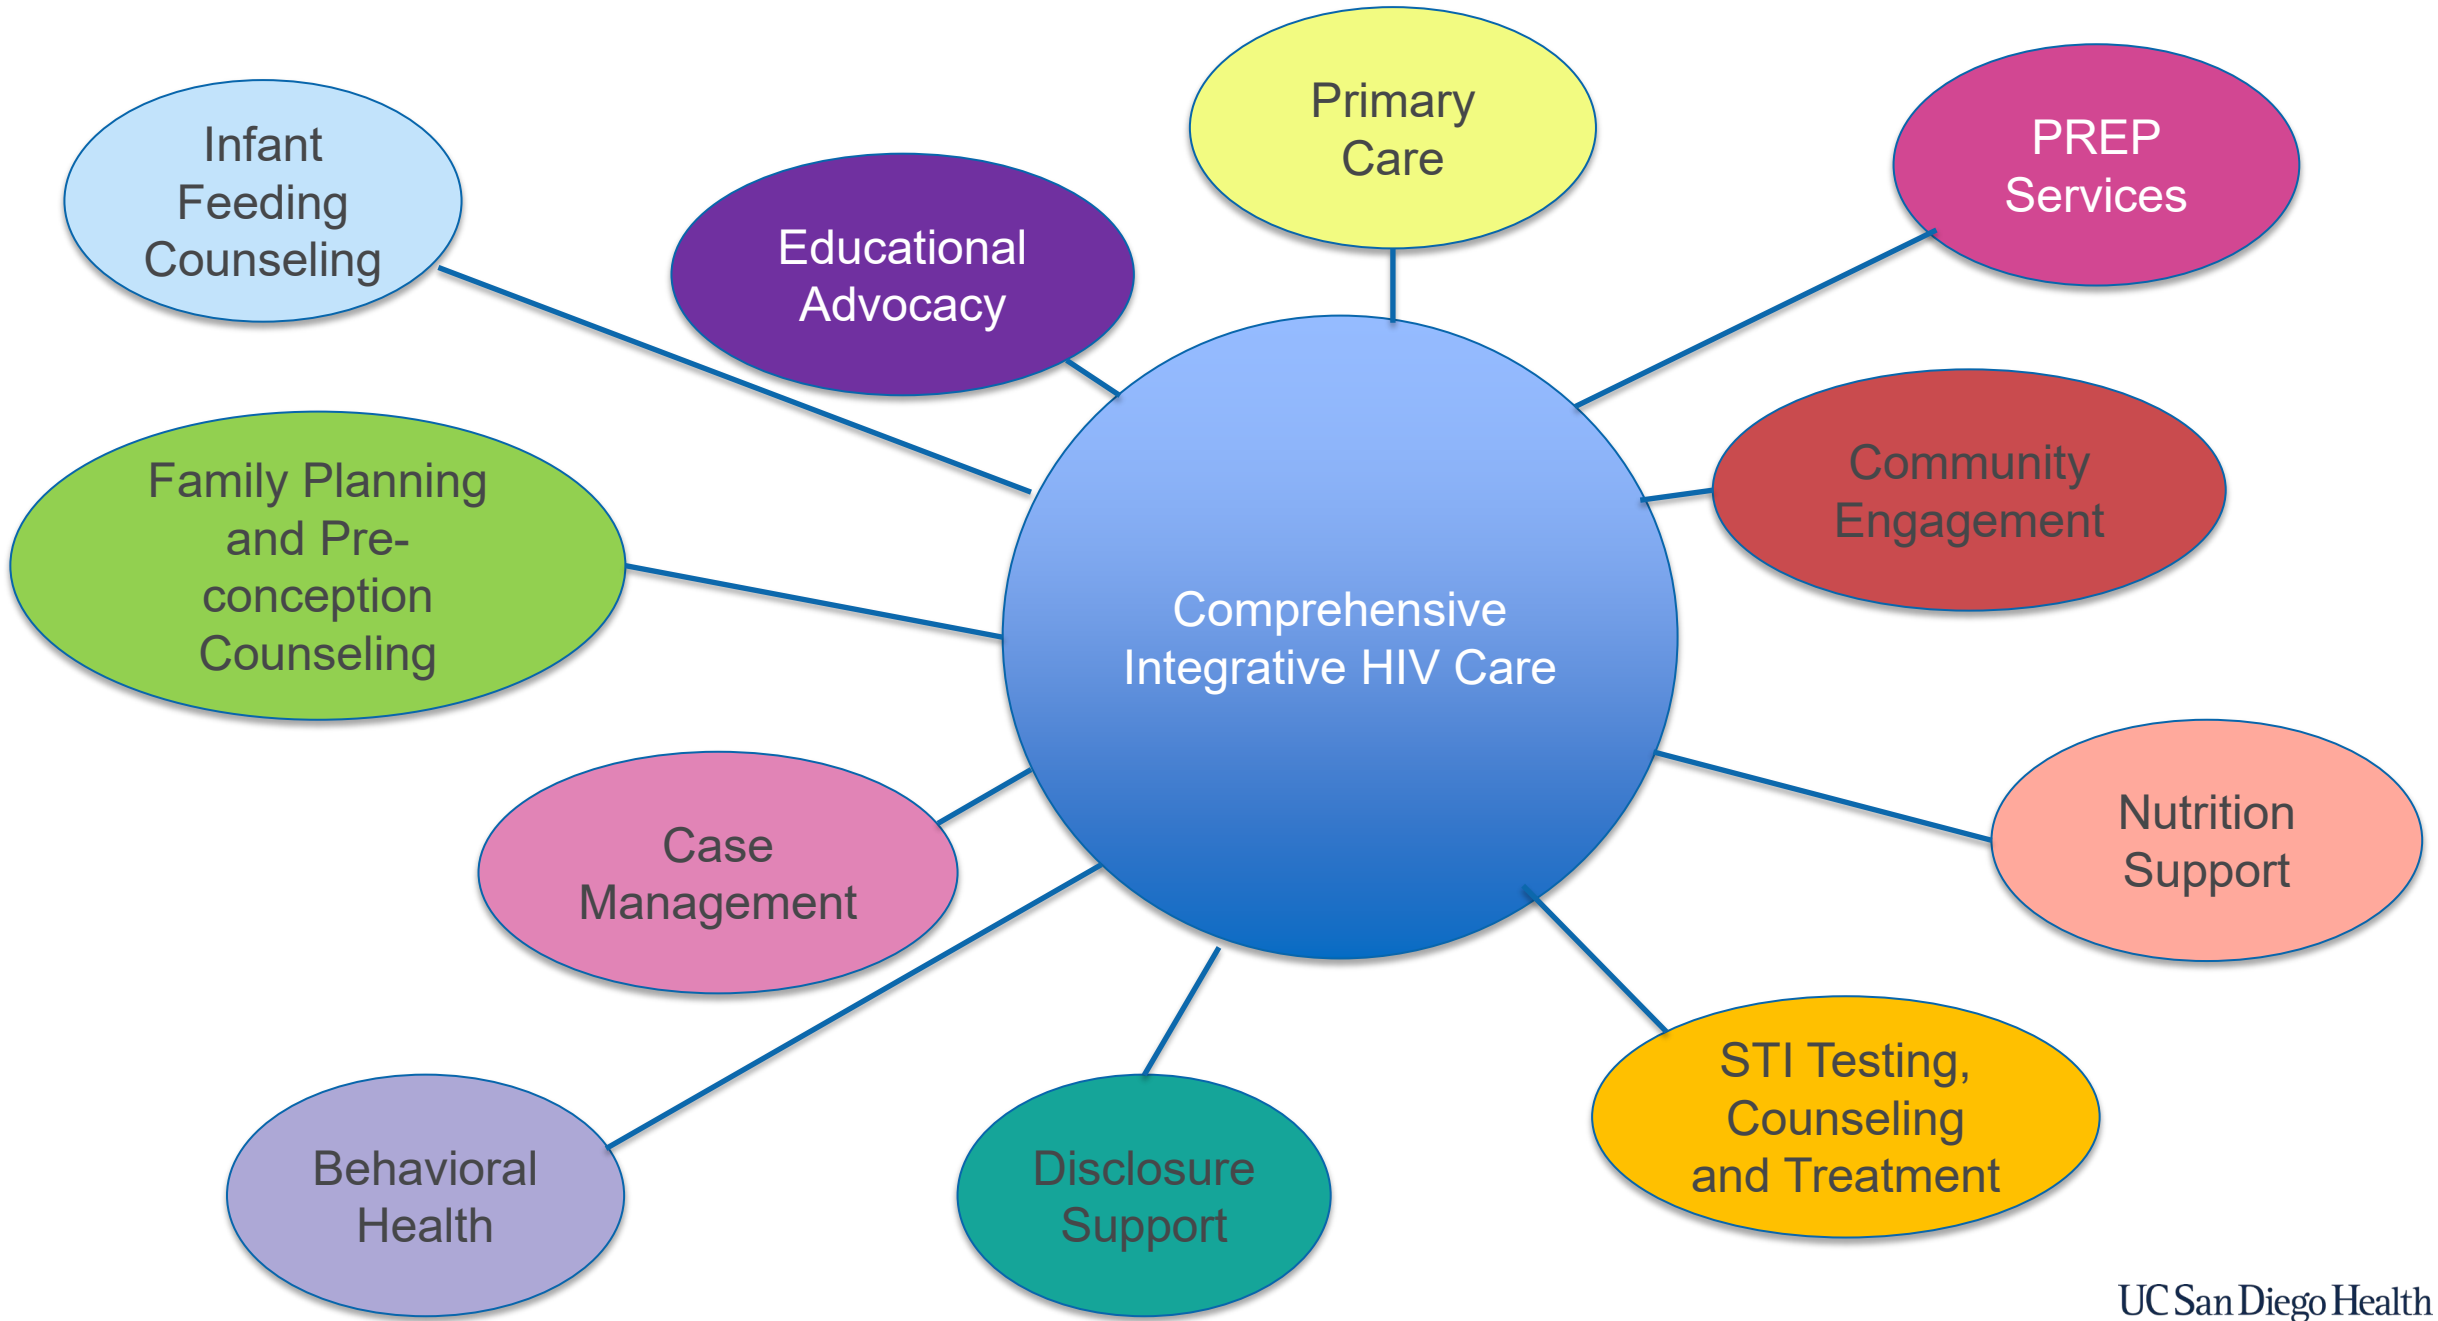 Infant
Feeding
Counseling
Educational
Advocacy
Primary
Care
PREP
Services
Family Planning
and Pre-
conception
Counseling
Community
Engagement
Comprehensive
Integrative HIV Care
Case
Management
Nutrition
Support
Behavioral
Health
Disclosure
Support
STI Testing,
Counseling
and Treatment
UC San Diego Health